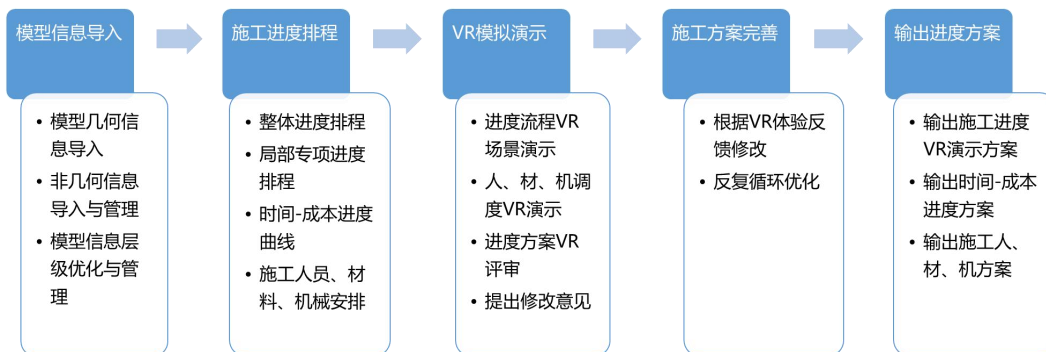 模型信息导入
施工进度排程
VR模拟演示
施工方案完善
输出进度方案
• 模型几何信
息导入
• 非几何信息
导入与管理
• 模型信息层
级优化与管
理
• 整体进度排程
• 局部专项进度
排程
• 时间-成本进度
曲线
• 施工人员、材
料、机械安排
• 进度流程VR
场景演示
• 人、材、机调
度VR演示
• 进度方案VR
评审
• 提出修改意见
• 根据VR体验反
馈修改
• 反复循环优化
• 输出施工进度
VR演示方案
• 输出时间-成本
进度方案
• 输出施工人、
材、机方案